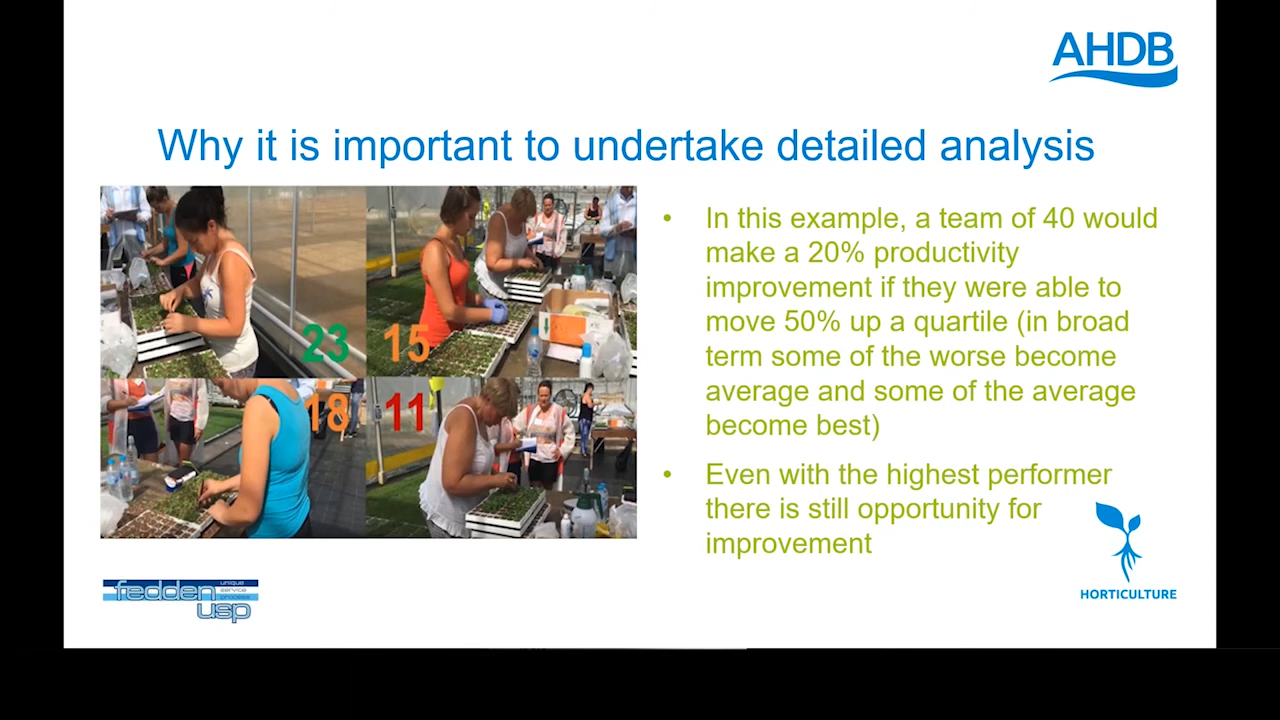 AHDB
Why it is important to undertake detailed analysis
23
15
18
11
• In this example, a team of 40 would
make a 20% productivity
improvement if they were able to
move 50% up a quartile (in broad
term some of the worse become
average and some of the average
become best)
• Even with the highest performer
there is still opportunity for
improvement
fedden
unique
service
process
usp
HORTICULTURE